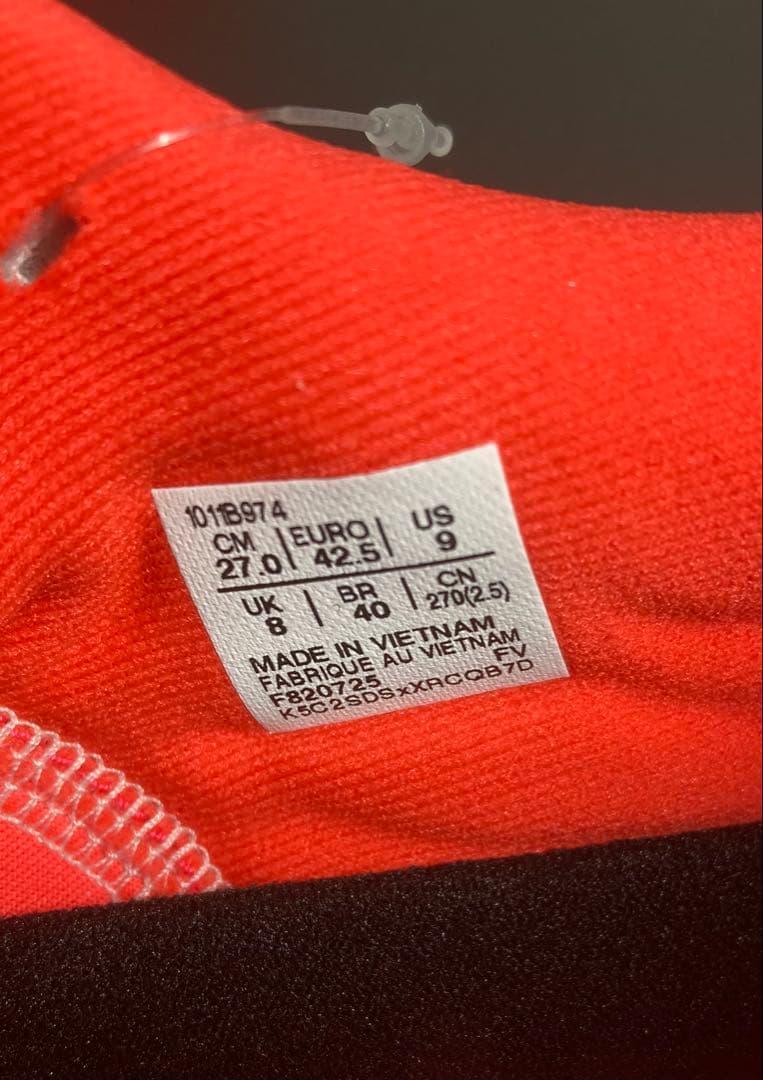 1011B974
CM | EURO | US
27.0 | 42.5 | 9
UK | BR | CN
8 | 40 | 270(2.5)
MADE IN VIETNAM
FABRIQUE AU VIETNAM
F820725 FV
K5C2SDSxXRCQB7D